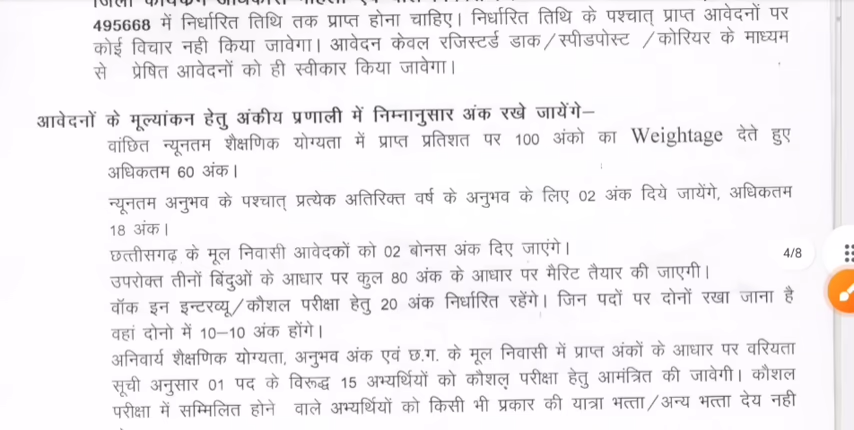 495668 में निर्धारित तिथि तक प्राप्त होना चाहिए। निर्धारित तिथि के पश्चात् प्राप्त आवेदनों पर
कोई विचार नही किया जावेगा। आवेदन केवल रजिस्टर्ड डाक/स्पीडपोस्ट /कोरियर के माध्यम
से प्रेषित आवेदनों को ही स्वीकार किया जावेगा।
आवेदनों के मूल्यांकन हेतु अंकीय प्रणाली में निम्नानुसार अंक रखे जायेंगे–
वांछित न्यूनतम शैक्षणिक योग्यता में प्राप्त प्रतिशत पर 100 अंको का Weightage देते हुए
अधिकतम 60 अंक।
न्यूनतम अनुभव के पश्चात् प्रत्येक अतिरिक्त वर्ष के अनुभव के लिए 02 अंक दिये जायेंगे, अधिकतम
18 अंक।
छत्तीसगढ़ के मूल निवासी आवेदकों को 02 बोनस अंक दिए जाएंगे।
4/8
उपरोक्त तीनों बिंदुओं के आधार पर कुल 80 अंक के आधार पर मैरिट तैयार की जाएगी।
वॉक इन इन्टरव्यू/कौशल परीक्षा हेतु 20 अंक निर्धारित रहेंगे। जिन पदों पर दोनों रखा जाना है
वहां दोनो में 10–10 अंक होंगे।
अनिवार्य शैक्षणिक योग्यता, अनुभव अंक एवं छ.ग. के मूल निवासी में प्राप्त अंकों के आधार पर वरियता
सूची अनुसार 01 पद के विरूद्ध 15 अभ्यर्थियों को कौशल परीक्षा हेतु आमंत्रित की जावेगी। कौशल
परीक्षा में सम्मिलित होने वाले अभ्यर्थियों को किसी भी प्रकार की यात्रा भत्ता/अन्य भत्ता देय नही